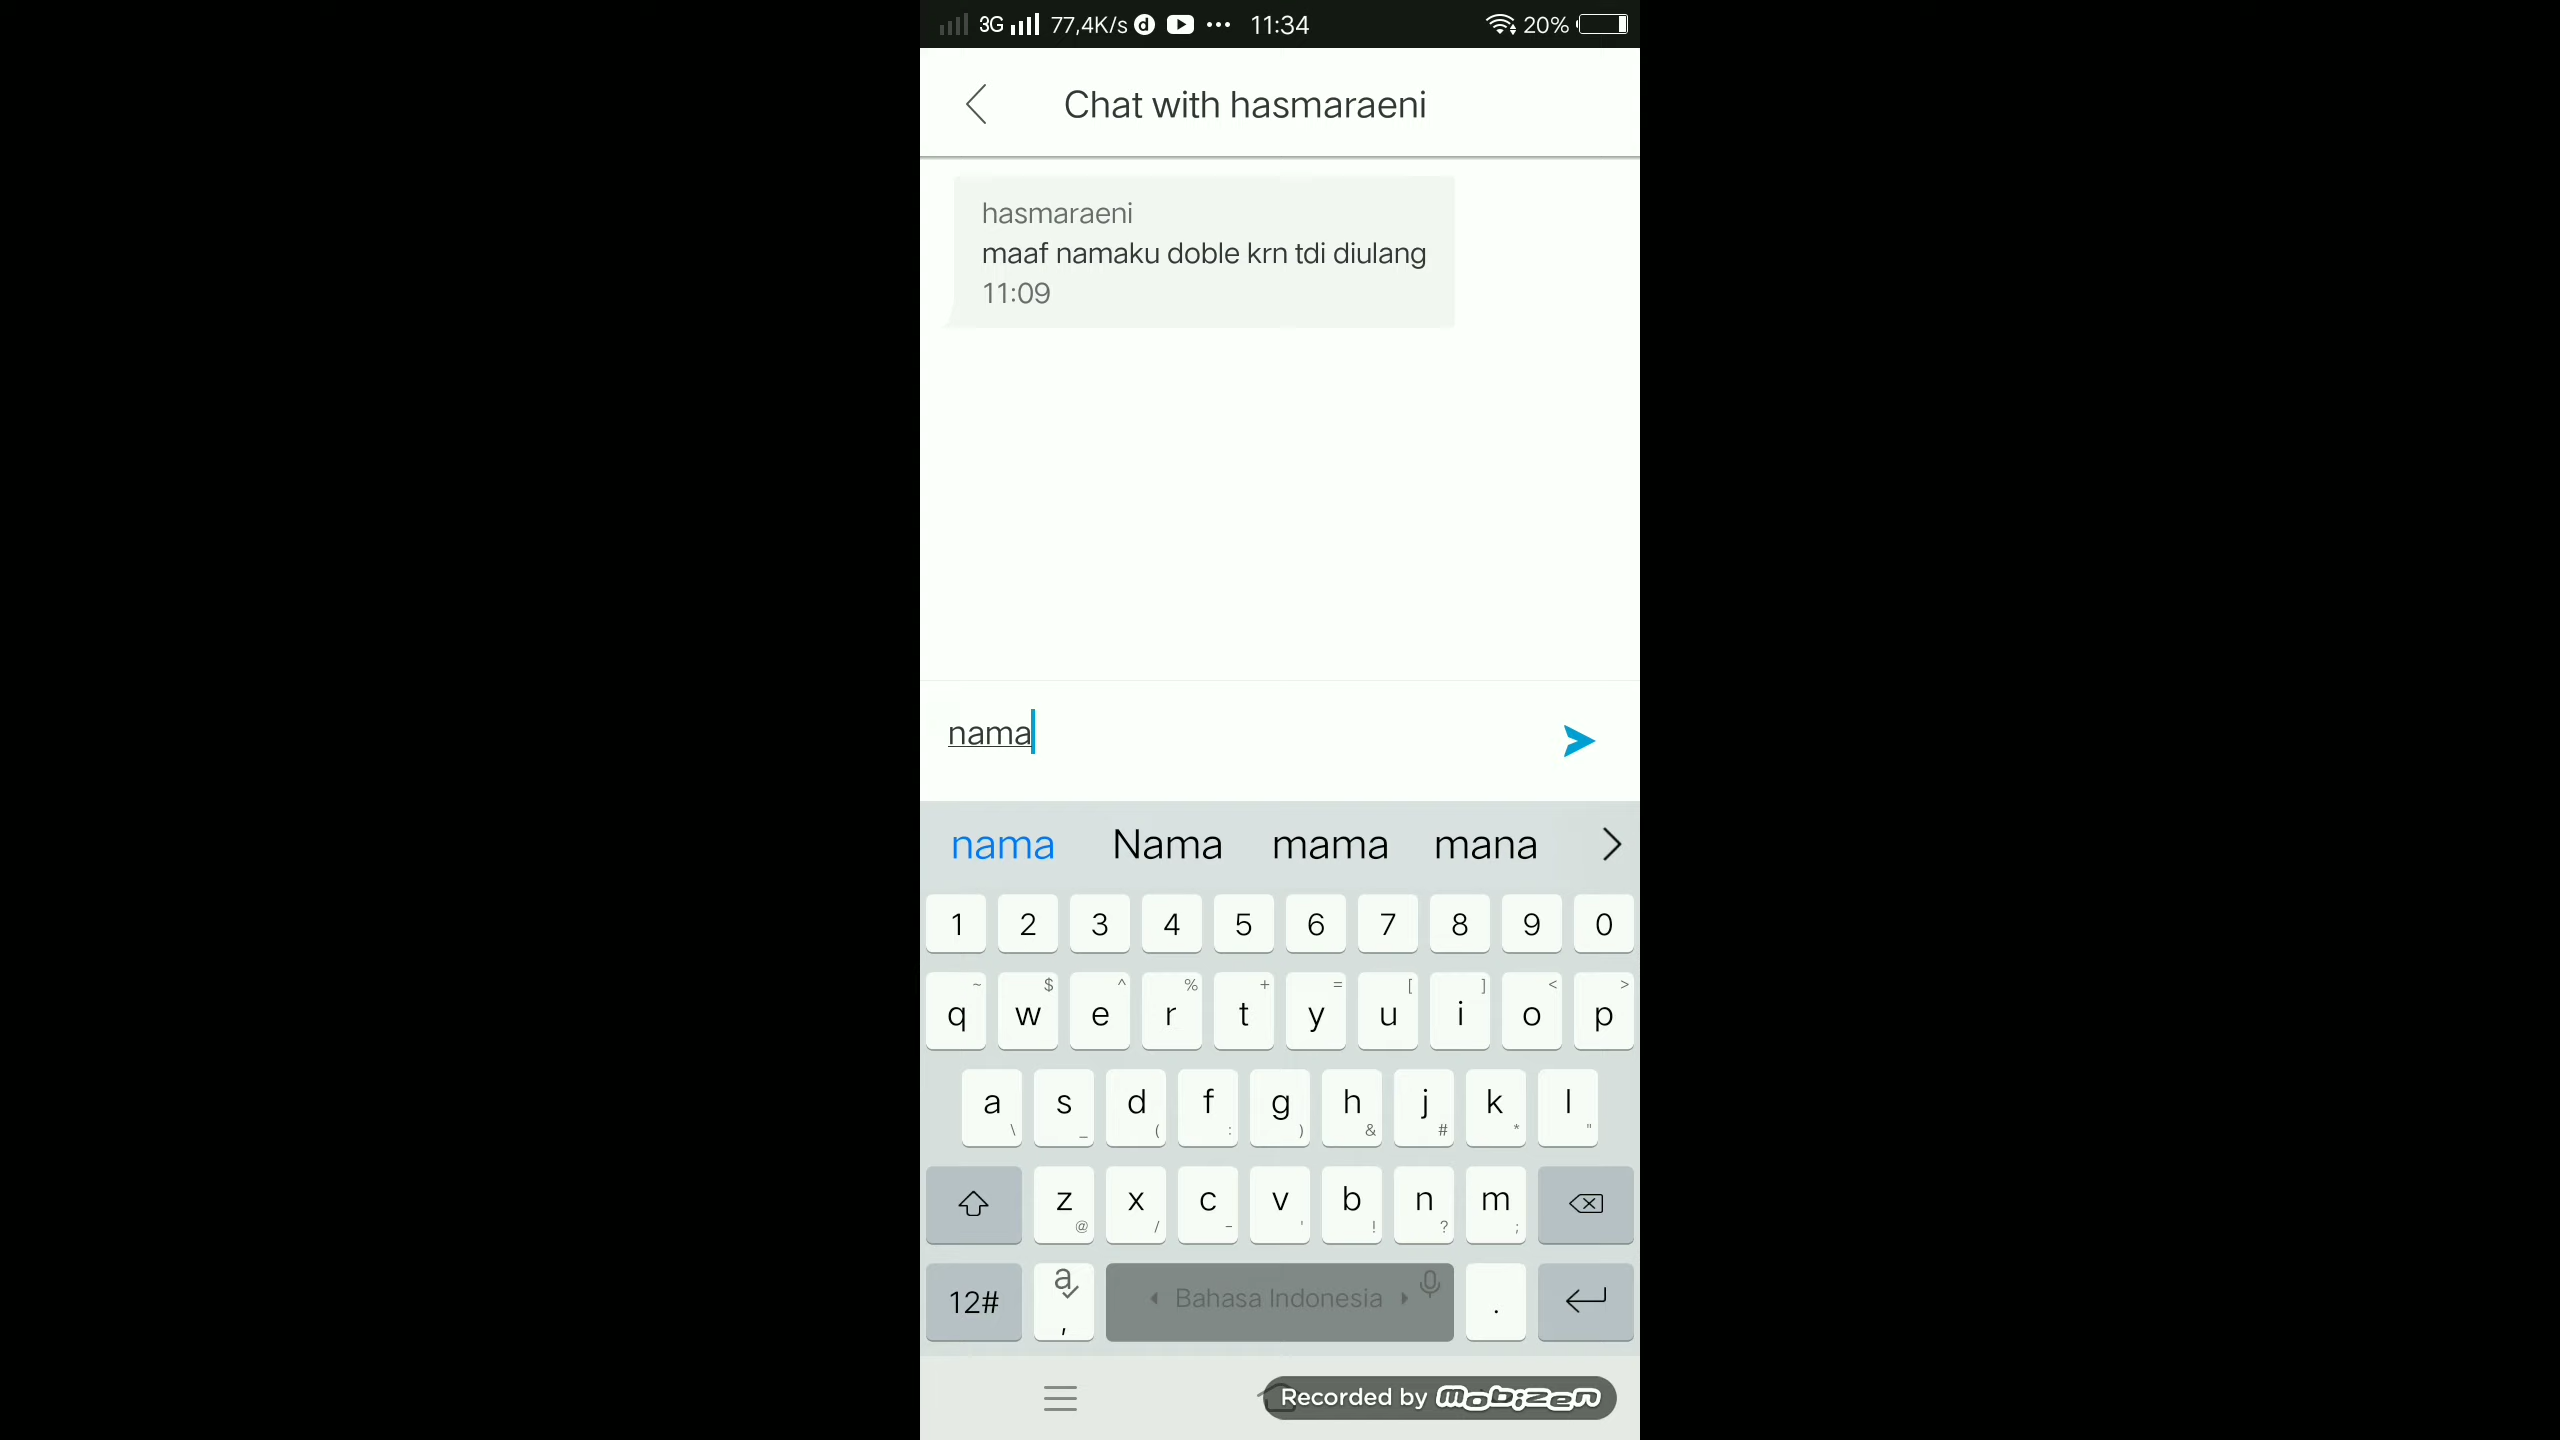 3G 77,4K/s 11:34 20%
Chat with hasmaraeni
hasmaraeni
maaf namaku doble krn tdi diulang
11:09
nama
nama Nama mama mana
1 2 3 4 5 6 7 8 9 0
~ $ ^ % + = [ ] < >
q w e r t y u i o p
a s d f g h j k l
\ _ ( : ) & # * "
z x c v b n m
@ / - ' ! ? ;
12# a , Bahasa Indonesia .
Recorded by mobizen